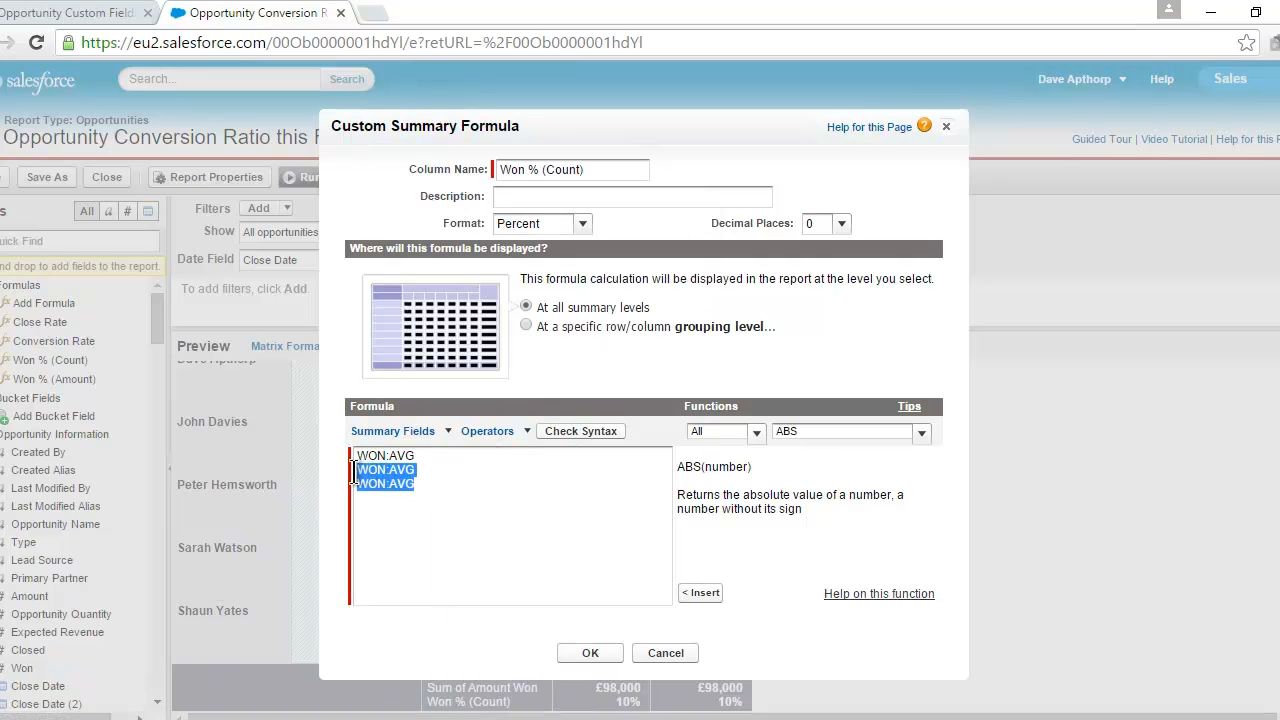 Opportunity Custom Field
Opportunity Conversion R
https://eu2.salesforce.com/00Ob0000001hdYl/e?retURL=%2F00Ob0000001hdYl
salesforce
Search...
Search
Dave Apthorp
Help
Sales
Report Type: Opportunities
Opportunity Conversion Ratio this F
Guided Tour | Video Tutorial | Help for this P
Save As
Close
Report Properties
Run
Custom Summary Formula
Help for this Page
Column Name:
Won % (Count)
Description:
Format:
Percent
Decimal Places:
0
Where will this formula be displayed?
This formula calculation will be displayed in the report at the level you select.
At all summary levels
At a specific row/column grouping level...
Formula
Functions
Tips
Summary Fields
Operators
Check Syntax
All
ABS
WON:AVG
WON:AVG
WON:AVG
ABS(number)
Returns the absolute value of a number, a
number without its sign
< Insert
Help on this function
OK
Cancel
s
All
a
#
uick Find
nd drop to add fields to the report.
ormulas
Add Formula
Close Rate
Conversion Rate
Won % (Count)
Won % (Amount)
Bucket Fields
Add Bucket Field
Opportunity Information
Created By
Created Alias
Last Modified By
Last Modified Alias
Opportunity Name
Type
Lead Source
Primary Partner
Amount
Opportunity Quantity
Expected Revenue
Closed
Won
Close Date
Close Date (2)
Filters
Add
Show
All opportunities
Date Field
Close Date
To add filters, click Add.
Preview
Matrix Forma
Dave Apthorp
John Davies
Peter Hemsworth
Sarah Watson
Shaun Yates
Sum of Amount Won
£98,000
£98,000
Won % (Count)
10%
10%